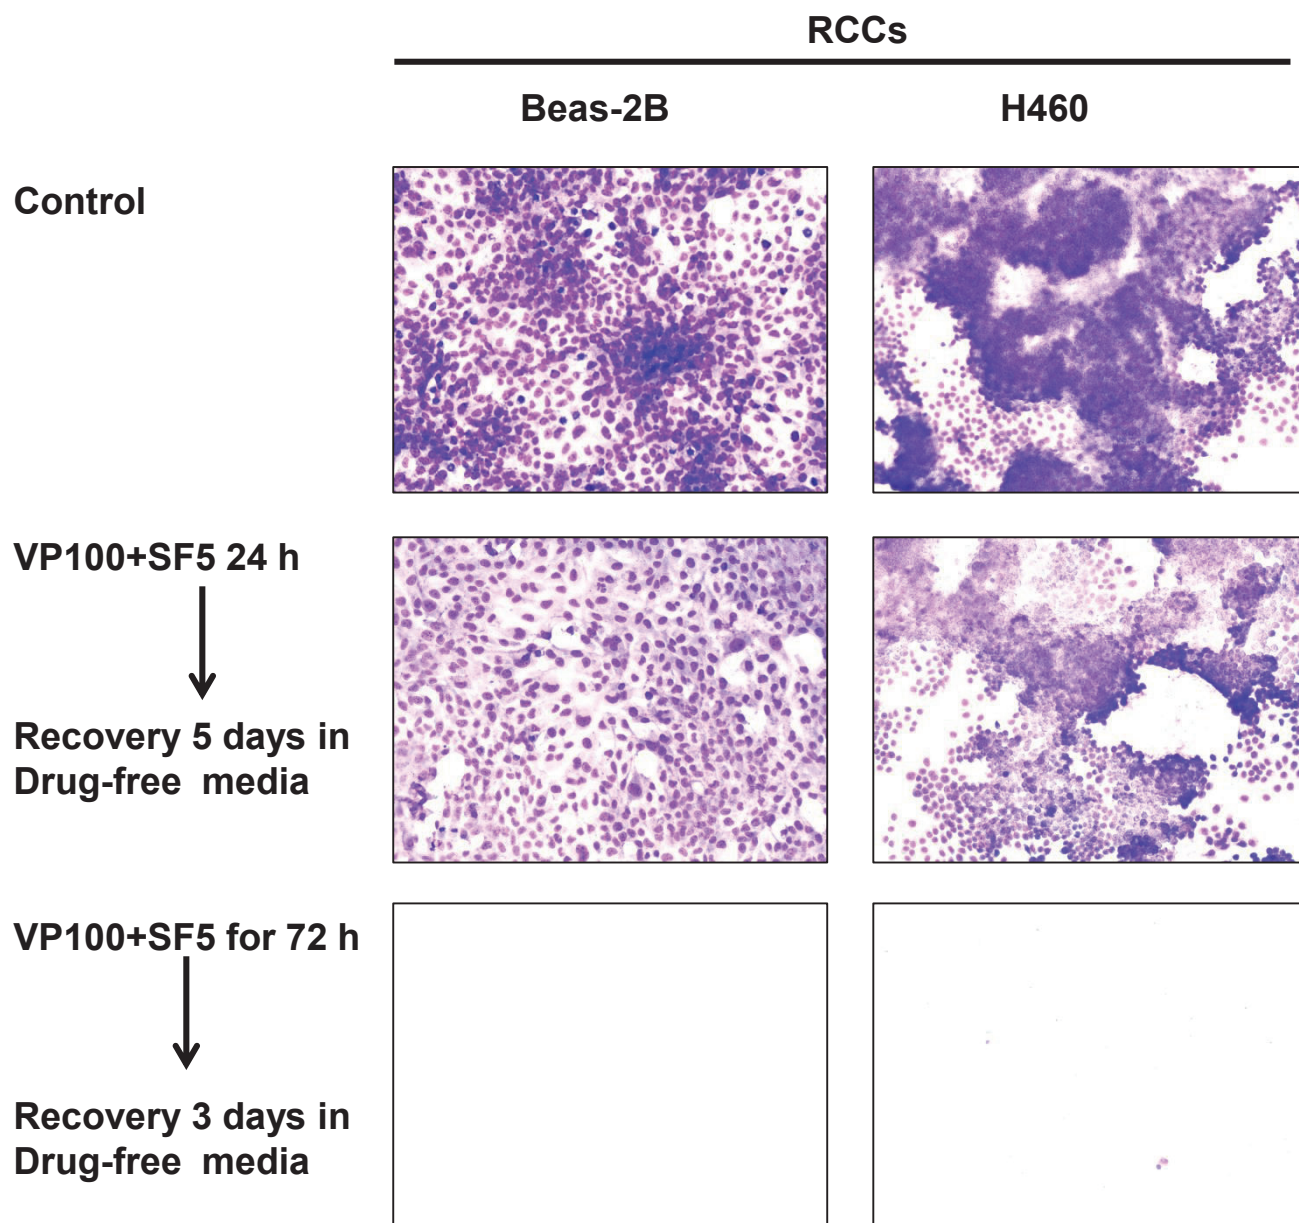 RCCs
Beas-2B
H460
Control
VP100+SF5 24 h
Recovery 5 days in
Drug-free media
VP100+SF5 for 72 h
Recovery 3 days in
Drug-free media